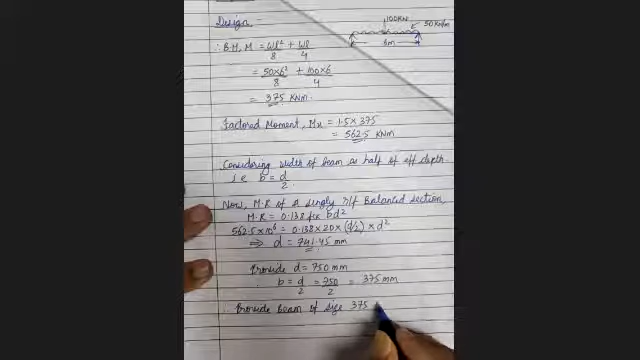 Design :-
100KN
50 KN/m
6m
∴ B.M, M = wl²/8 + wl/4
= 50×6²/8 + 100×6/4
= 375 KNm.
Factored Moment, Mu = 1.5 × 375
= 562.5 KNm
Considering width of beam as half of eff depth.
i.e b = d/2
Now, M.R of a singly r/f Balanced section
M.R = 0.138 fck bd²
562.5×10⁶ = 0.138×20×(d/2)×d²
⇒ d = 741.45 mm
Provide d = 750 mm
∴ b = d/2 = 750/2 = 375 mm
∴ Provide beam of size 375